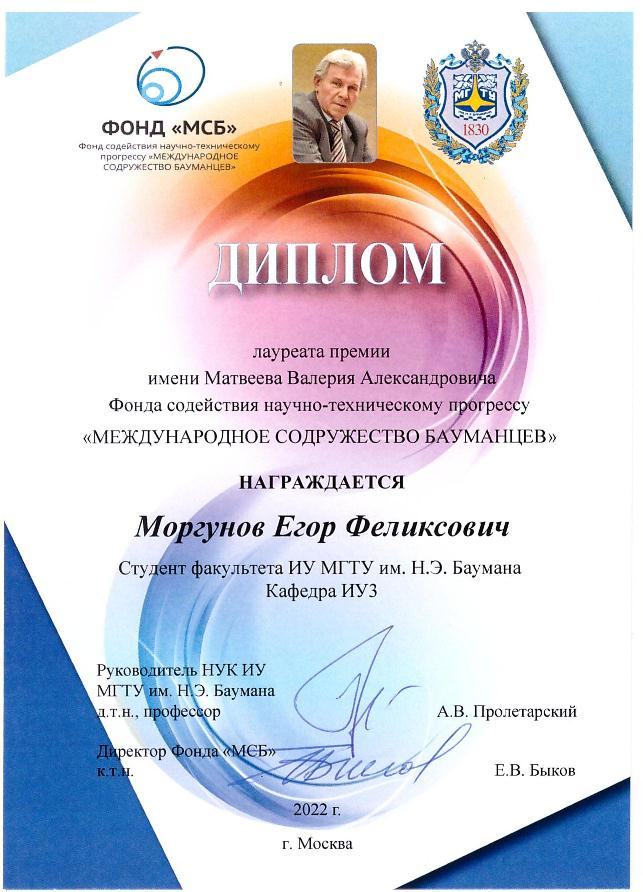 ФОНД «МСБ»
Фонд содействия научно-техническому
прогрессу «МЕЖДУНАРОДНОЕ
СОДРУЖЕСТВО БАУМАНЦЕВ»
МГТУ
1830
ДИПЛОМ
лауреата премии
имени Матвеева Валерия Александровича
Фонда содействия научно-техническому прогрессу
«МЕЖДУНАРОДНОЕ СОДРУЖЕСТВО БАУМАНЦЕВ»
НАГРАЖДАЕТСЯ
Моргунов Егор Феликсович
Студент факультета ИУ МГТУ им. Н.Э. Баумана
Кафедра ИУ3
Руководитель НУК ИУ
МГТУ им. Н.Э. Баумана
д.т.н., профессор
А.В. Пролетарский
Директор Фонда «МСБ»
к.т.н.
Е.В. Быков
2022 г.
г. Москва